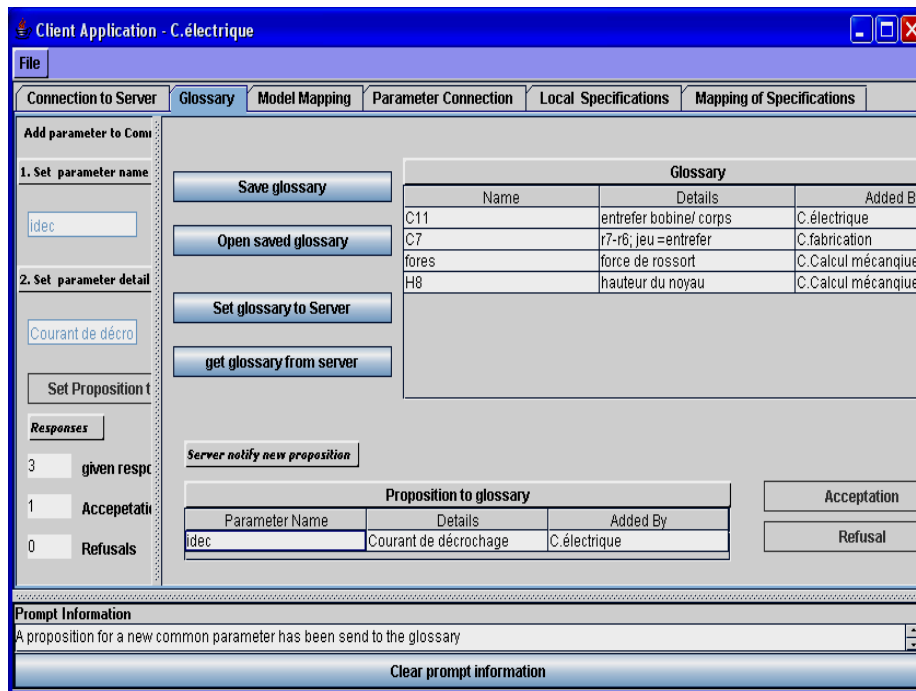 Client Application - C.électrique
File
Connection to Server
Glossary
Model Mapping
Parameter Connection
Local Specifications
Mapping of Specifications
Add parameter to Com
1. Set parameter name
idec
2. Set parameter detail
Courant de décro
Set Proposition t
Responses
3 given respo
1 Accepetati
0 Refusals
Save glossary
Open saved glossary
Set glossary to Server
get glossary from server
Glossary
Name Details Added B
C11 entrefer bobine/ corps C.électrique
C7 r7-r6; jeu =entrefer C.fabrication
fores force de rossort C.Calcul mécanqiue
H8 hauteur du noyau C.Calcul mécanqiue
Server notify new proposition
Proposition to glossary
Parameter Name Details Added By
idec Courant de décrochage C.électrique
Acceptation
Refusal
Prompt Information
A proposition for a new common parameter has been send to the glossary
Clear prompt information